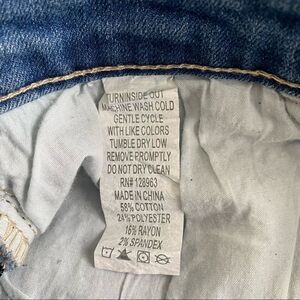 TURN INSIDE OUT
MACHINE WASH COLD
GENTLE CYCLE
WITH LIKE COLORS
TUMBLE DRY LOW
REMOVE PROMPTLY
DO NOT DRY CLEAN
RN# 128963
MADE IN CHINA
58% COTTON
24% POLYESTER
16% RAYON
2% SPANDEX